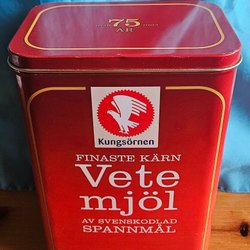 75
ÅR
Kungsörnen
FINASTE KÄRN
Vete
mjöl
AV SVENSKODLAD
SPANNMÅL